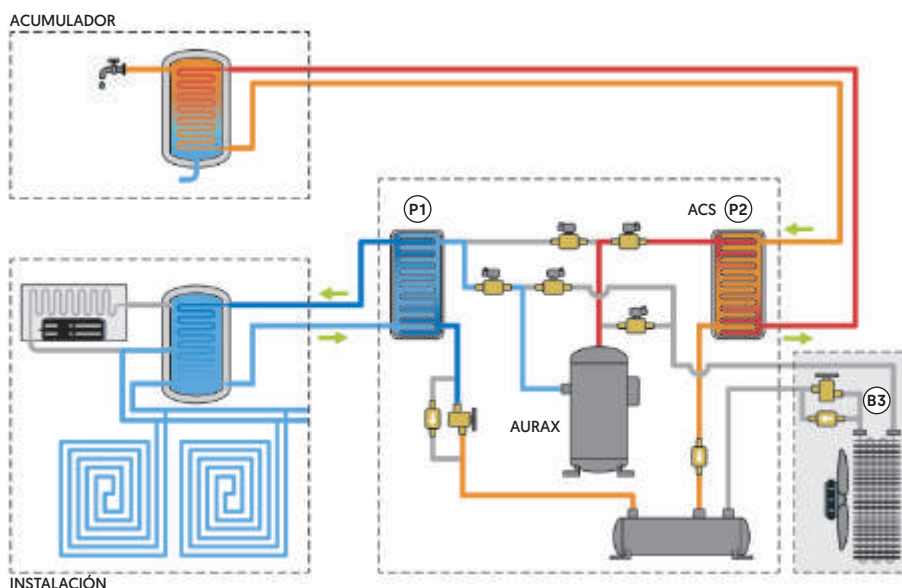 ACUMULADOR
P1
ACS P2
B3
AURAX
INSTALACIÓN